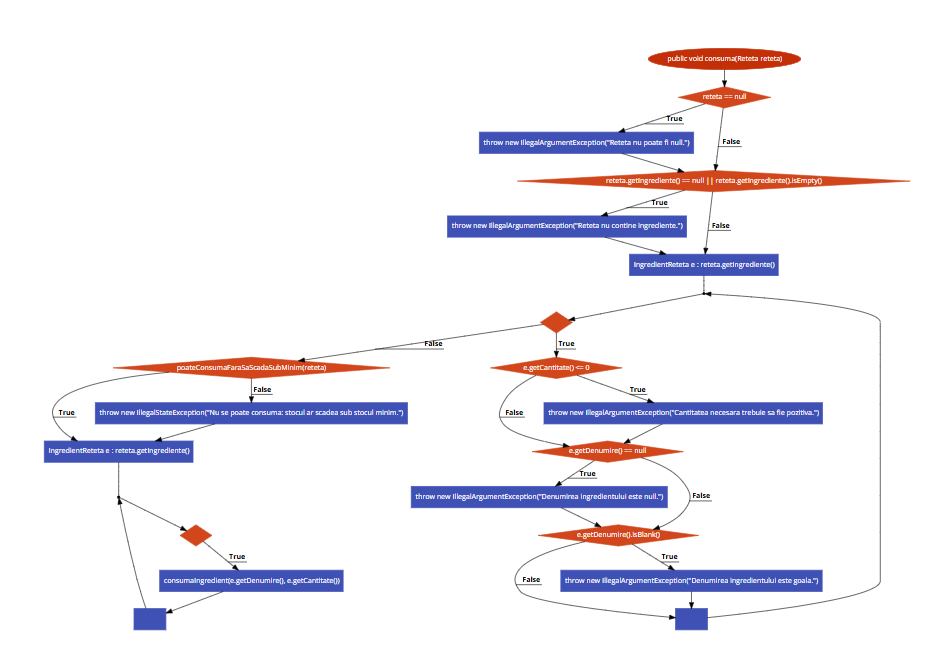 public void consuma(Reteta reteta)
reteta == null
True
throw new IllegalArgumentException("Reteta nu poate fi null.")
False
reteta.getIngrediente() == null || reteta.getIngrediente().isEmpty()
True
throw new IllegalArgumentException("Reteta nu contine ingrediente.")
False
IngredientReteta e : reteta.getIngrediente()
False
True
poateConsumaFaraSaScadaSubMinim(reteta)
e.getCantitate() <= 0
False
True
True
throw new IllegalStateException("Nu se poate consuma: stocul ar scadea sub stocul minim.")
False
throw new IllegalArgumentException("Cantitatea necesara trebuie sa fie pozitiva.")
IngredientReteta e : reteta.getIngrediente()
e.getDenumire() == null
True
throw new IllegalArgumentException("Denumirea ingredientului este null.")
False
e.getDenumire().isBlank()
True
True
consumaIngredient(e.getDenumire(), e.getCantitate())
False
throw new IllegalArgumentException("Denumirea ingredientului este goala.")